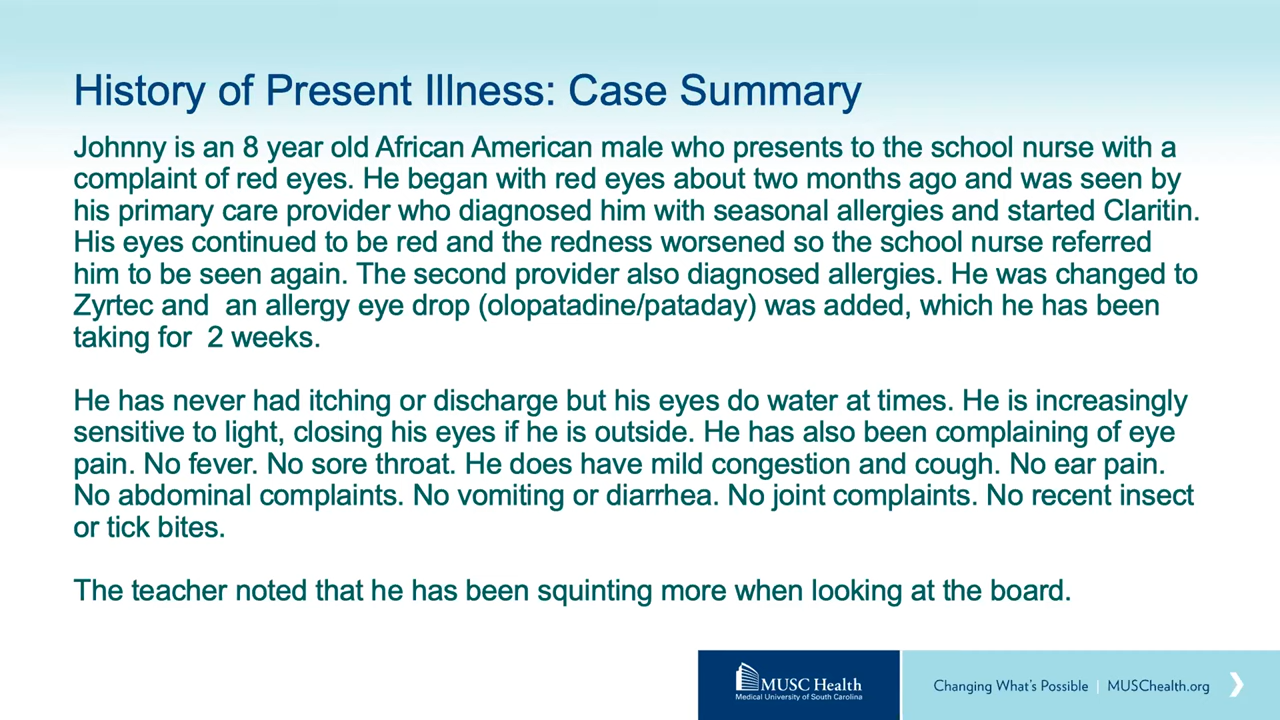 History of Present Illness: Case Summary
Johnny is an 8 year old African American male who presents to the school nurse with a
complaint of red eyes. He began with red eyes about two months ago and was seen by
his primary care provider who diagnosed him with seasonal allergies and started Claritin.
His eyes continued to be red and the redness worsened so the school nurse referred
him to be seen again. The second provider also diagnosed allergies. He was changed to
Zyrtec and  an allergy eye drop (olopatadine/pataday) was added, which he has been
taking for  2 weeks.
He has never had itching or discharge but his eyes do water at times. He is increasingly
sensitive to light, closing his eyes if he is outside. He has also been complaining of eye
pain. No fever. No sore throat. He does have mild congestion and cough. No ear pain.
No abdominal complaints. No vomiting or diarrhea. No joint complaints. No recent insect
or tick bites.
The teacher noted that he has been squinting more when looking at the board.
MUSC Health
Medical University of South Carolina
Changing What's Possible | MUSChealth.org